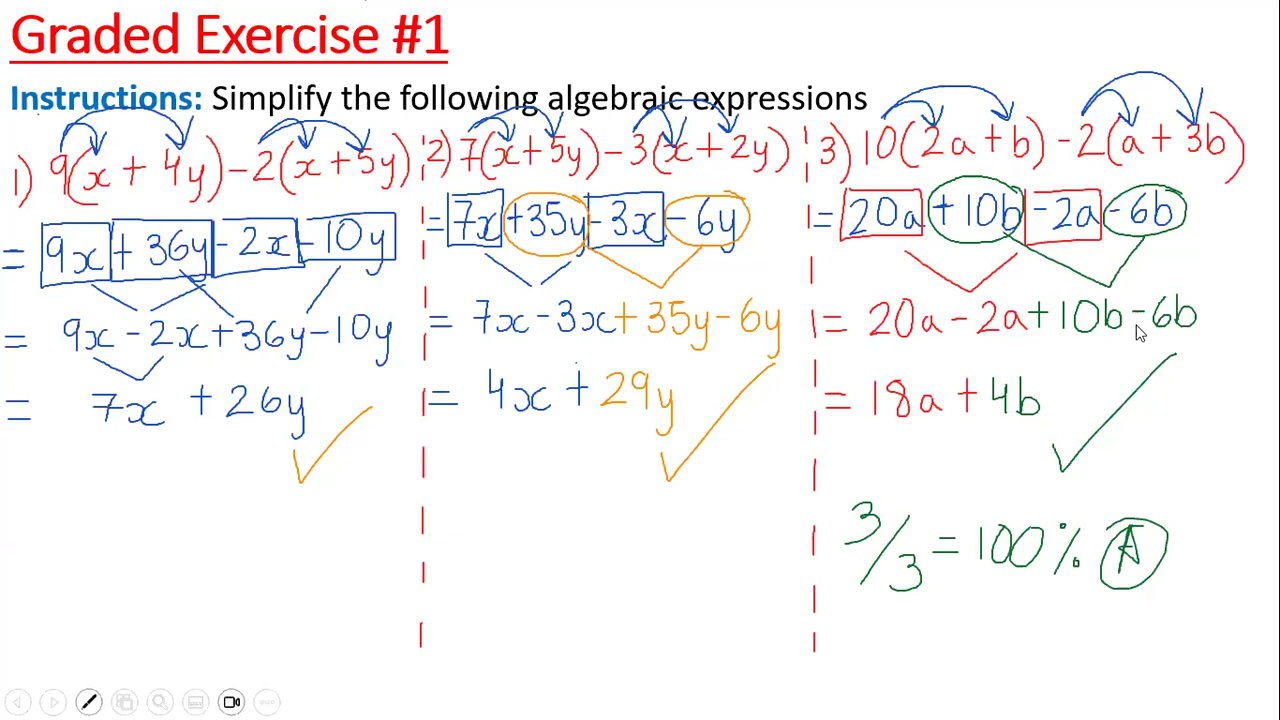 Graded Exercise #1
Instructions: Simplify the following algebraic expressions
1) 9(x + 4y) - 2(x + 5y)
= 9x + 36y - 2x - 10y
= 9x - 2x + 36y - 10y
= 7x + 26y
2) 7(x + 5y) - 3(x + 2y)
= 7x + 35y - 3x - 6y
= 7x - 3x + 35y - 6y
= 4x + 29y
3) 10(2a + b) - 2(a + 3b)
= 20a + 10b - 2a - 6b
= 20a - 2a + 10b - 6b
= 18a + 4b
3/3 = 100% A